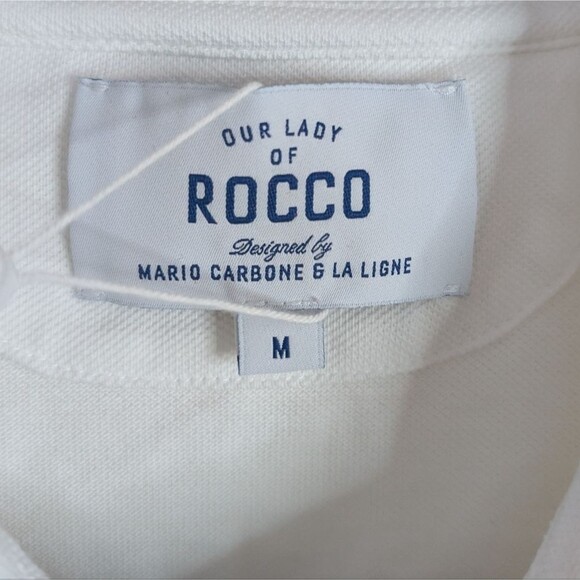 OUR LADY
OF
ROCCO
Designed by
MARIO CARBONE & LA LIGNE
M